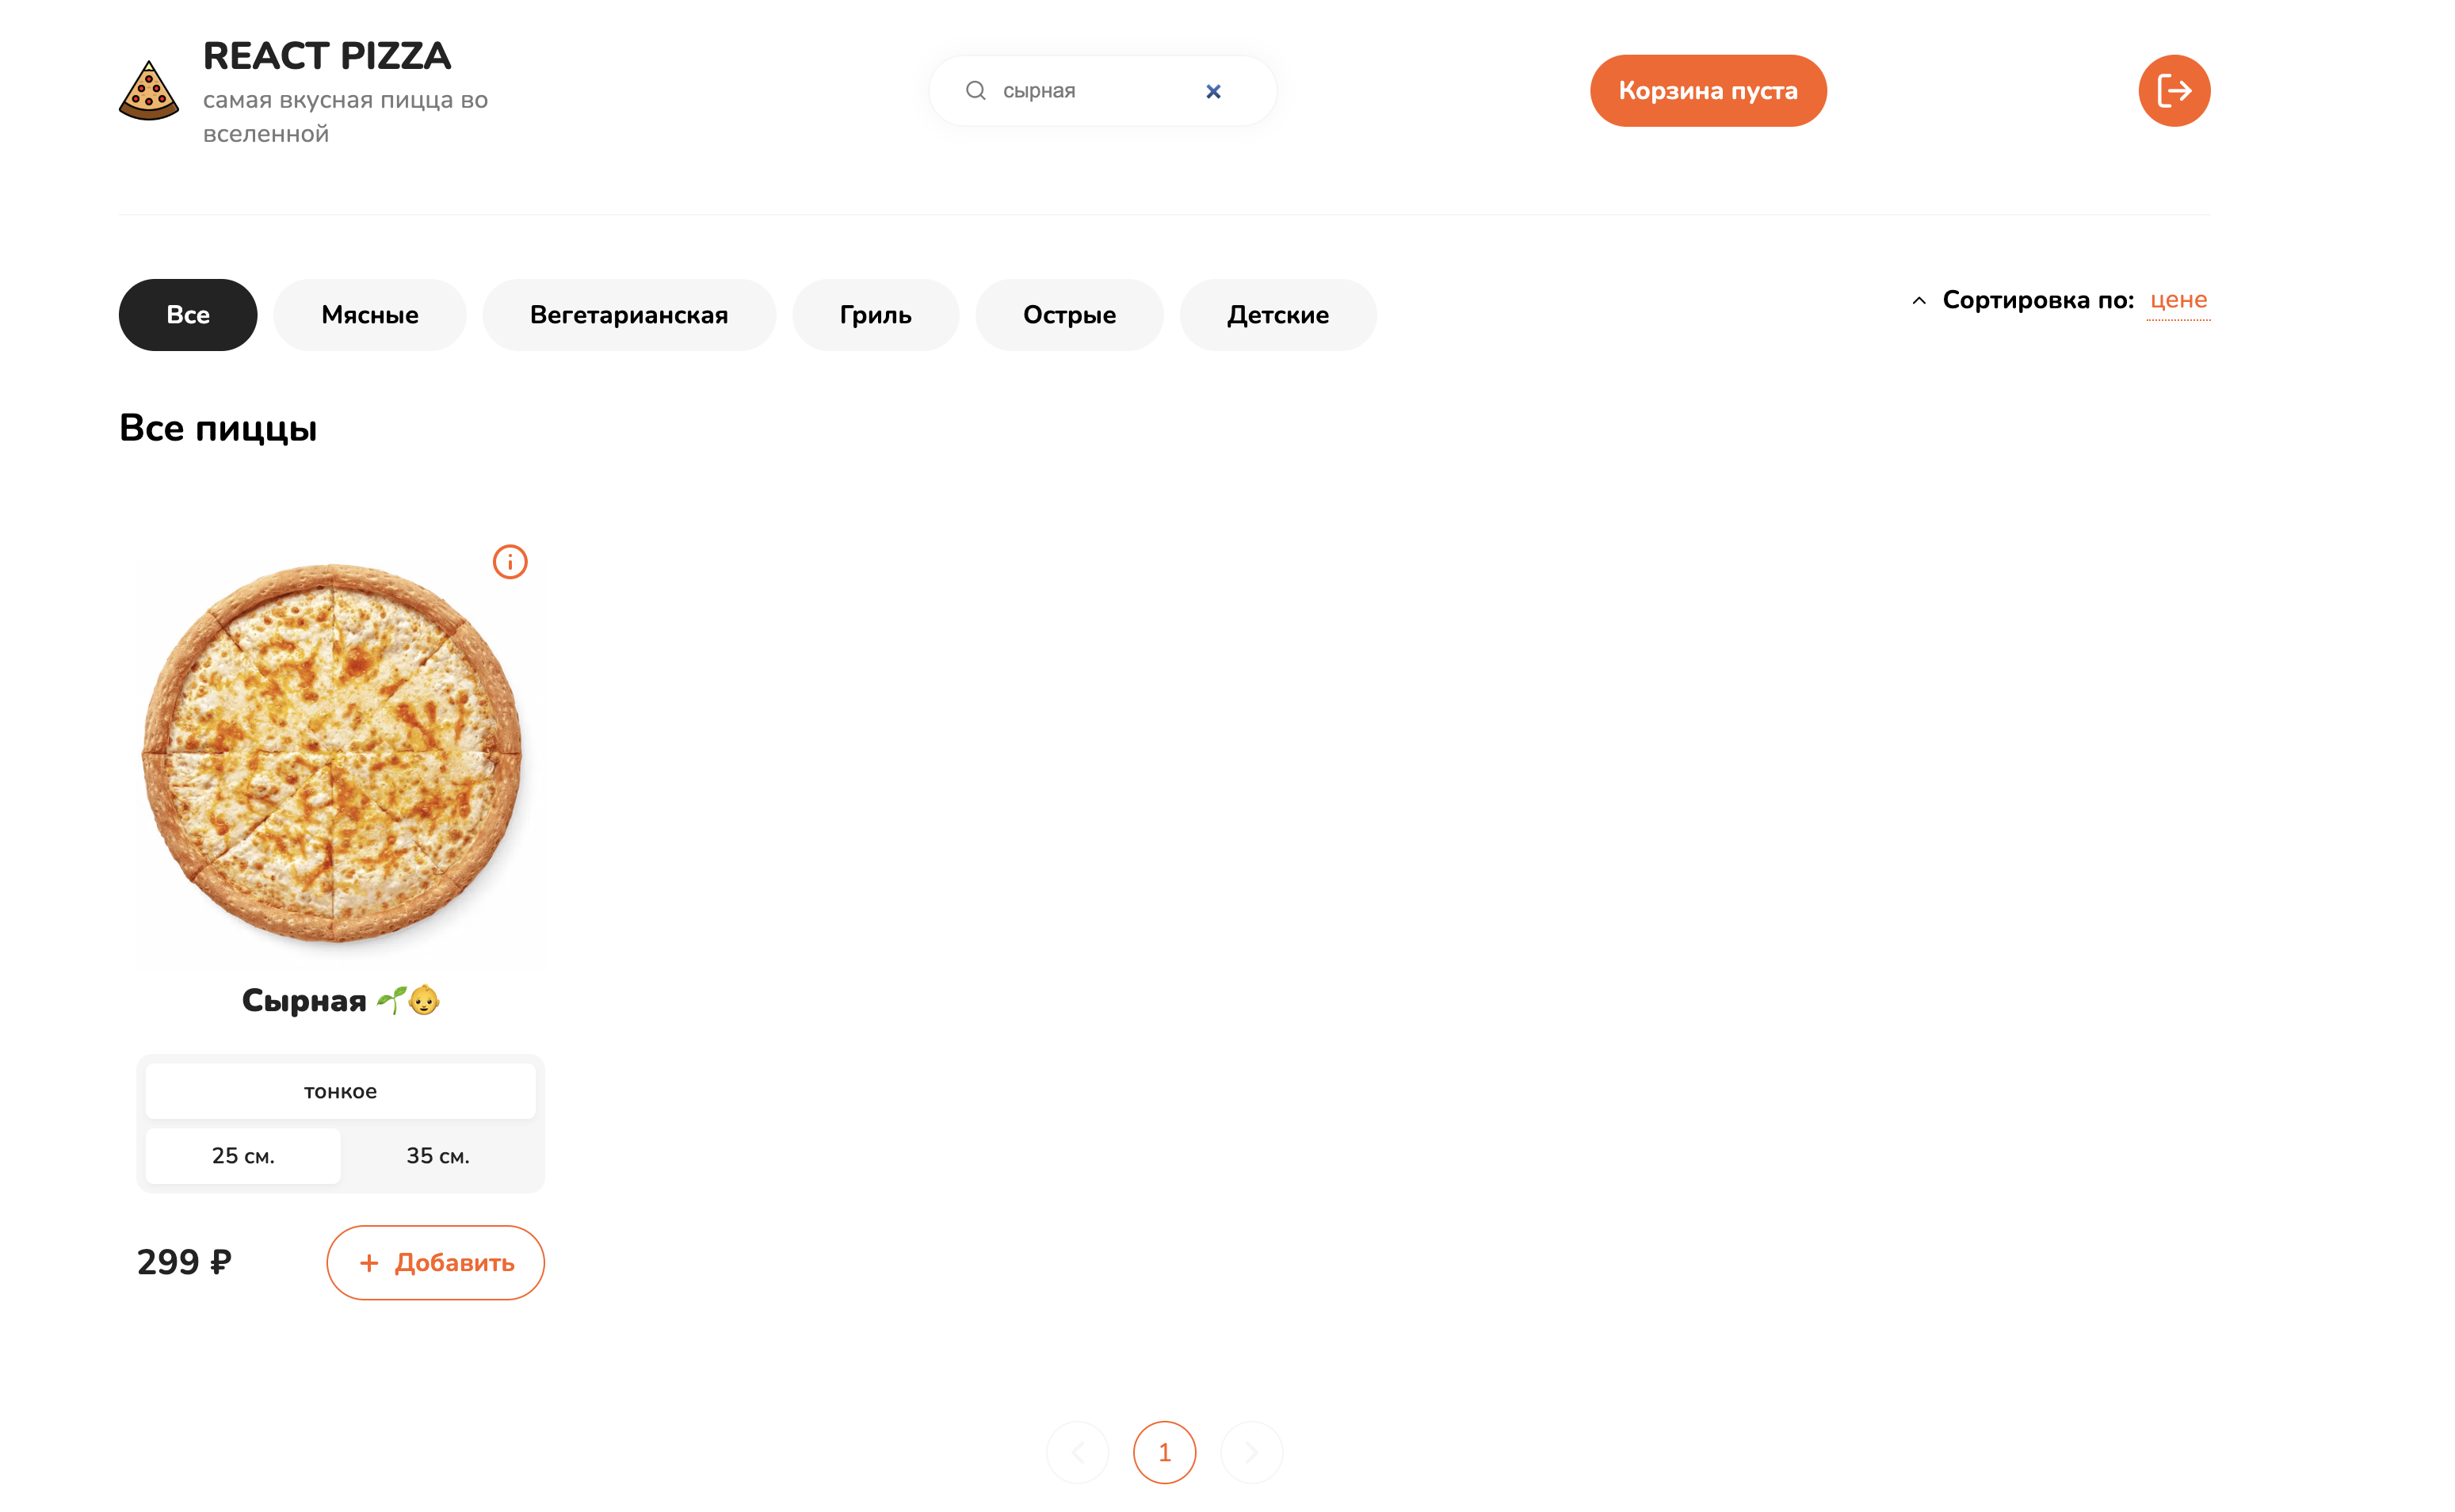 REACT PIZZA
самая вкусная пицца во
вселенной
сырная
Корзина пуста
Все
Мясные
Вегетарианская
Гриль
Острые
Детские
Сортировка по: цене
Все пиццы
Сырная 🌱👶
тонкое
25 см.
35 см.
299 ₽
+ Добавить
1